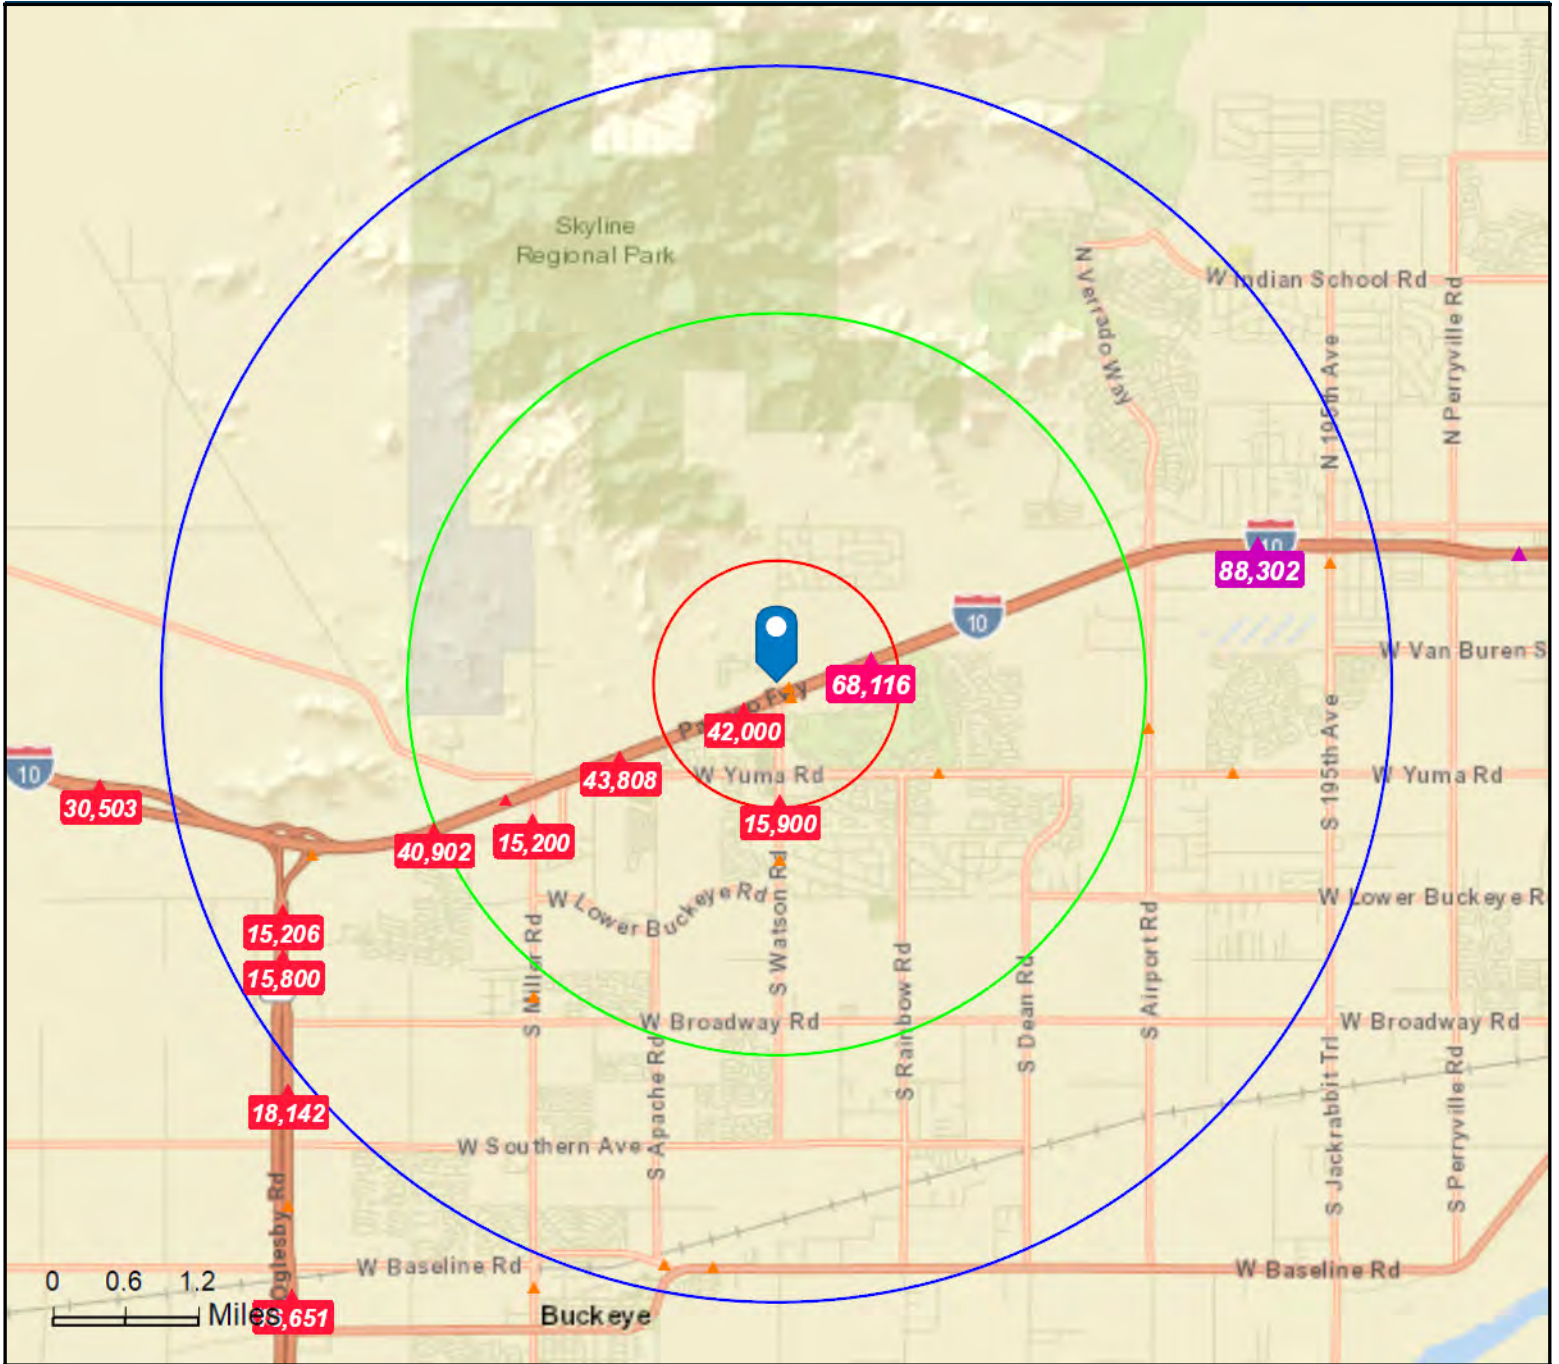 Skyline
Regional Park
N Verrado Way
W Indian School Rd
N 195th Ave
N Perryville Rd
10
88,302
10
W Van Buren S
68,116
42,000
43,808
W Yuma Rd
S 195th Ave
W Yuma Rd
10
30,503
40,902
15,200
15,900
W Lower Buckeye Rd
W Lower Buckeye R
15,206
15,800
S Miller Rd
S Watson Rd
S Rainbow Rd
S Dean Rd
S Airport Rd
W Broadway Rd
W Broadway Rd
S Apache Rd
S Jackrabbit Trl
S Perryville Rd
18,142
W Southern Ave
Oglesby Rd
W Baseline Rd
W Baseline Rd
0 0.6 1.2
Miles
,651
Buckeye